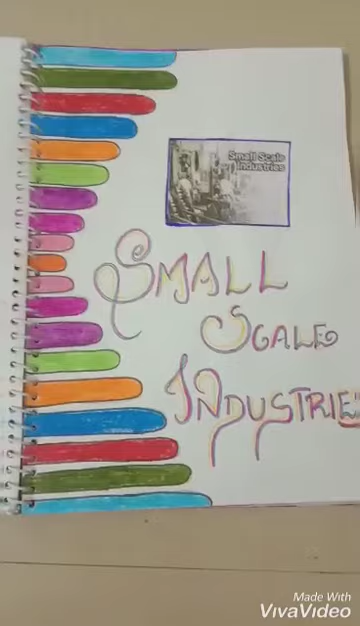 Small Scale
Industries
SMALL
SCALE
INDUSTRIES
Made With
VivaVideo